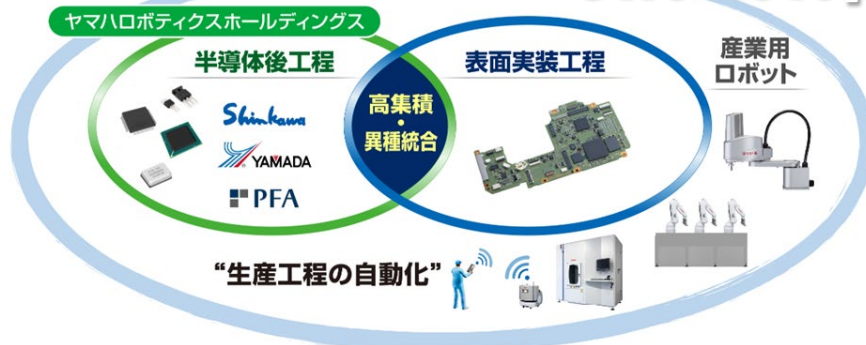 ヤマハロボティクスホールディングス
半導体後工程
表面実装工程
産業用
ロボット
高集積
・
異種統合
Shinkawa
YAMADA
PFA
“生産工程の自動化”